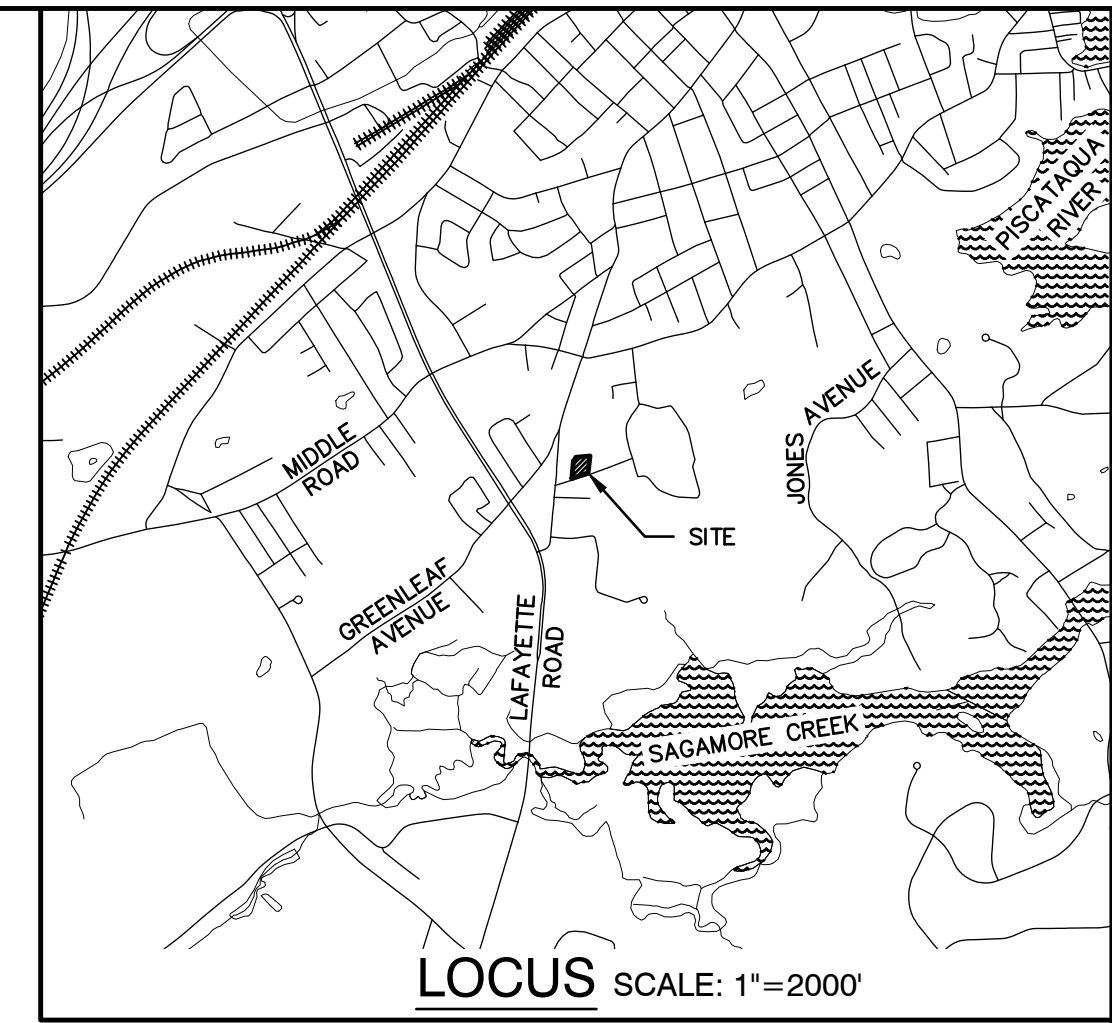 PISCATAQUA
RIVER
JONES AVENUE
MIDDLE
ROAD
SITE
GREENLEAF
AVENUE
LAFAYETTE
ROAD
SAGAMORE CREEK
LOCUS SCALE: 1"=2000'